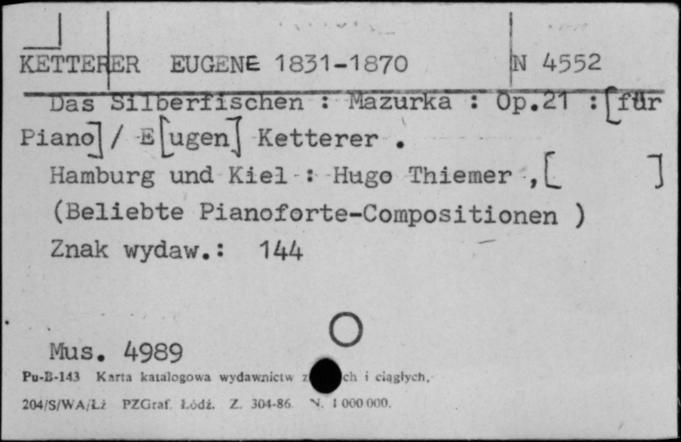 KETTERER EUGENE 1831-1870 N 4552
Das Silberfischen : Mazurka : Op.21 : [für
Piano] / E[ugen] Ketterer .
Hamburg und Kiel : Hugo Thiemer ,[ ]
(Beliebte Pianoforte-Compositionen )
Znak wydaw.: 144
Mus. 4989
Pu-B-143 Karta katalogowa wydawnictw i ciągłych.
204/S/WA/Łż PZGraf. Łódź. Z. 304-86 N. 1 000 000.